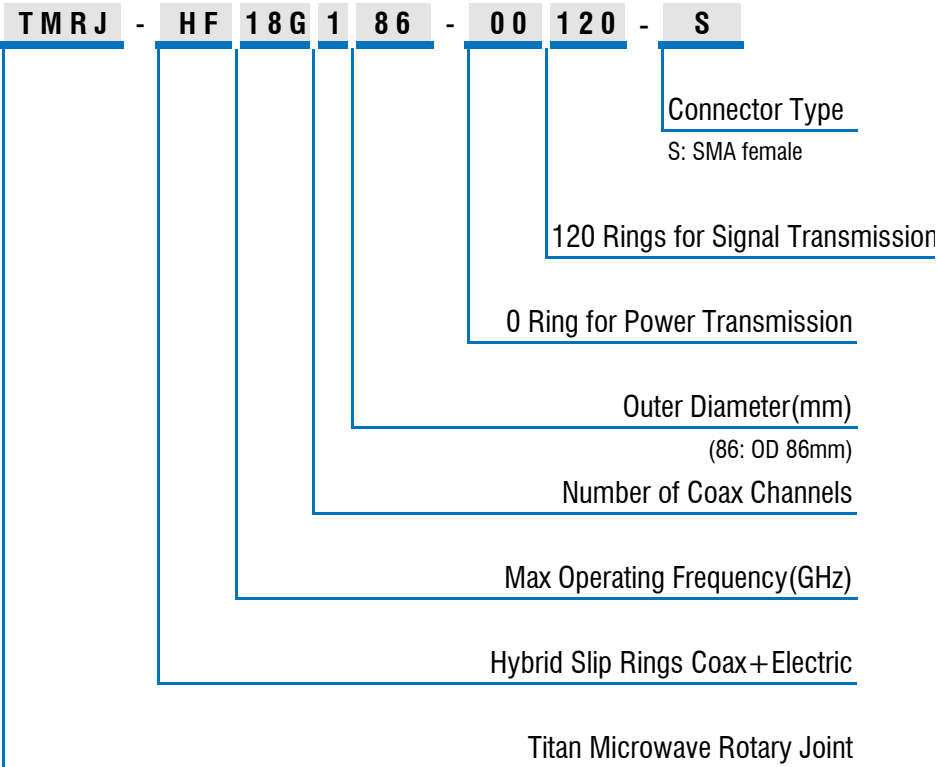 TMRJ - HF 18G 1 86 - 00 120 - S
Connector Type
S: SMA female
120 Rings for Signal Transmission
0 Ring for Power Transmission
Outer Diameter(mm)
(86: OD 86mm)
Number of Coax Channels
Max Operating Frequency(GHz)
Hybrid Slip Rings Coax+Electric
Titan Microwave Rotary Joint